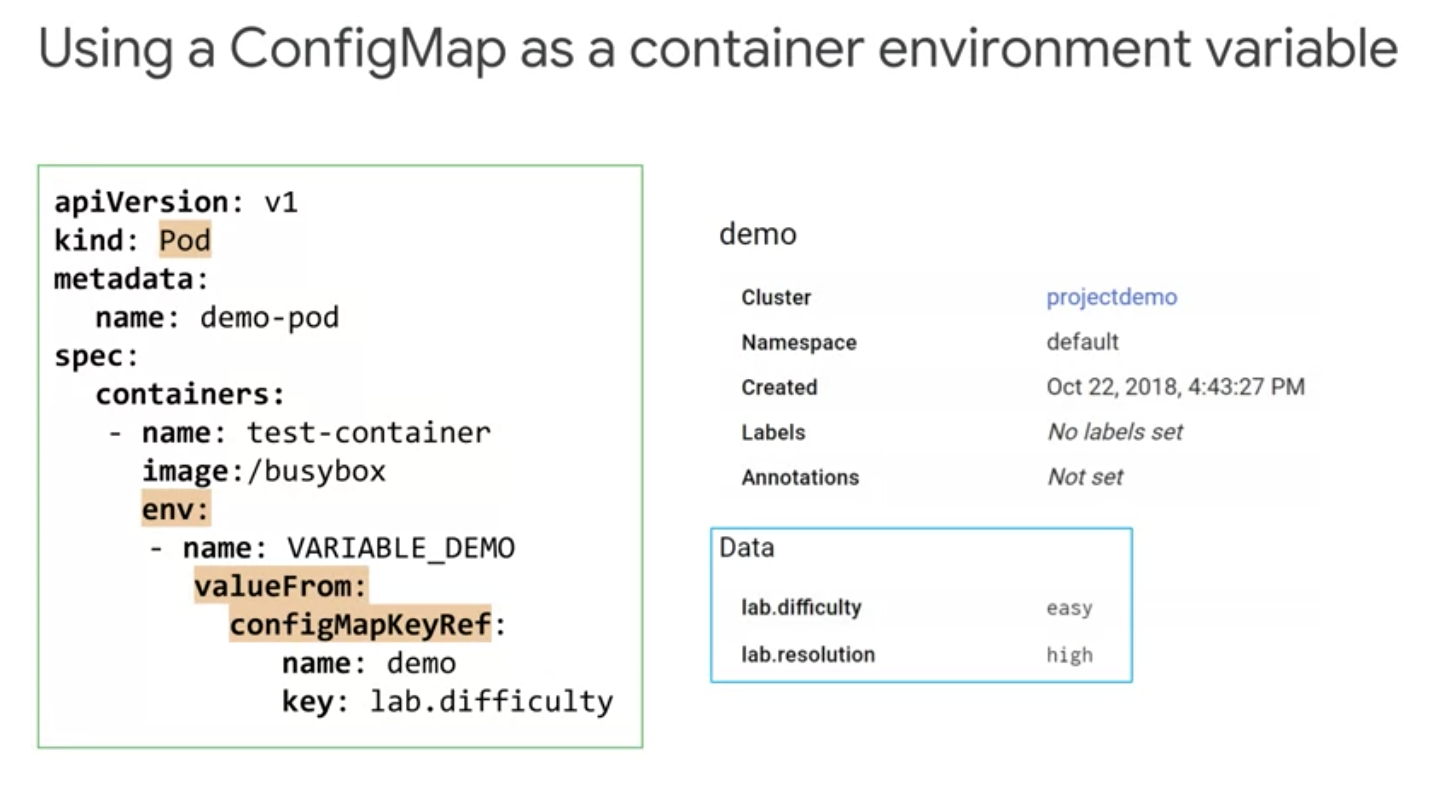 Using a ConfigMap as a container environment variable
apiVersion: v1
kind: Pod
metadata:
name: demo-pod
spec:
containers:
- name: test-container
image:/busybox
env:
- name: VARIABLE_DEMO
valueFrom:
configMapKeyRef:
name: demo
key: lab.difficulty
demo
Cluster projectdemo
Namespace default
Created Oct 22, 2018, 4:43:27 PM
Labels No labels set
Annotations Not set
Data
lab.difficulty easy
lab.resolution high